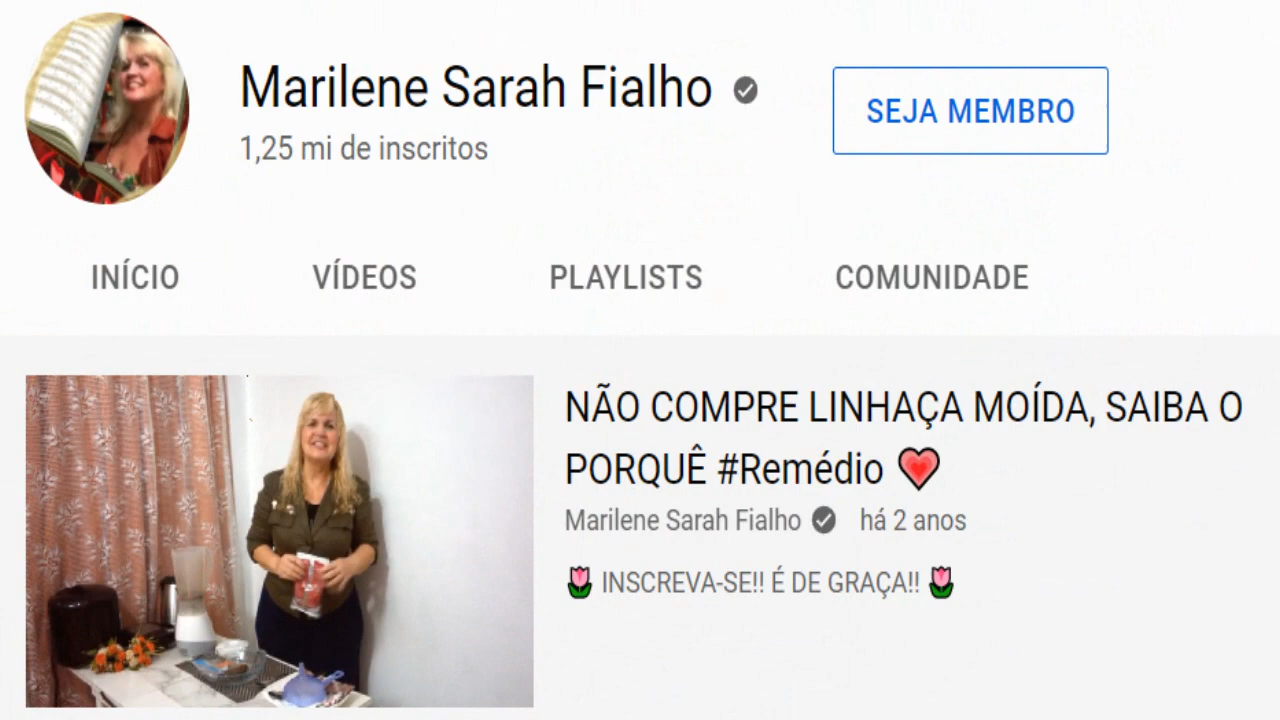 Marilene Sarah Fialho
1,25 mi de inscritos
SEJA MEMBRO
INÍCIO VÍDEOS PLAYLISTS COMUNIDADE
NÃO COMPRE LINHAÇA MOÍDA, SAIBA O
PORQUÊ #Remédio ❤️
Marilene Sarah Fialho há 2 anos
🌷 INSCREVA-SE!! É DE GRAÇA!! 🌷